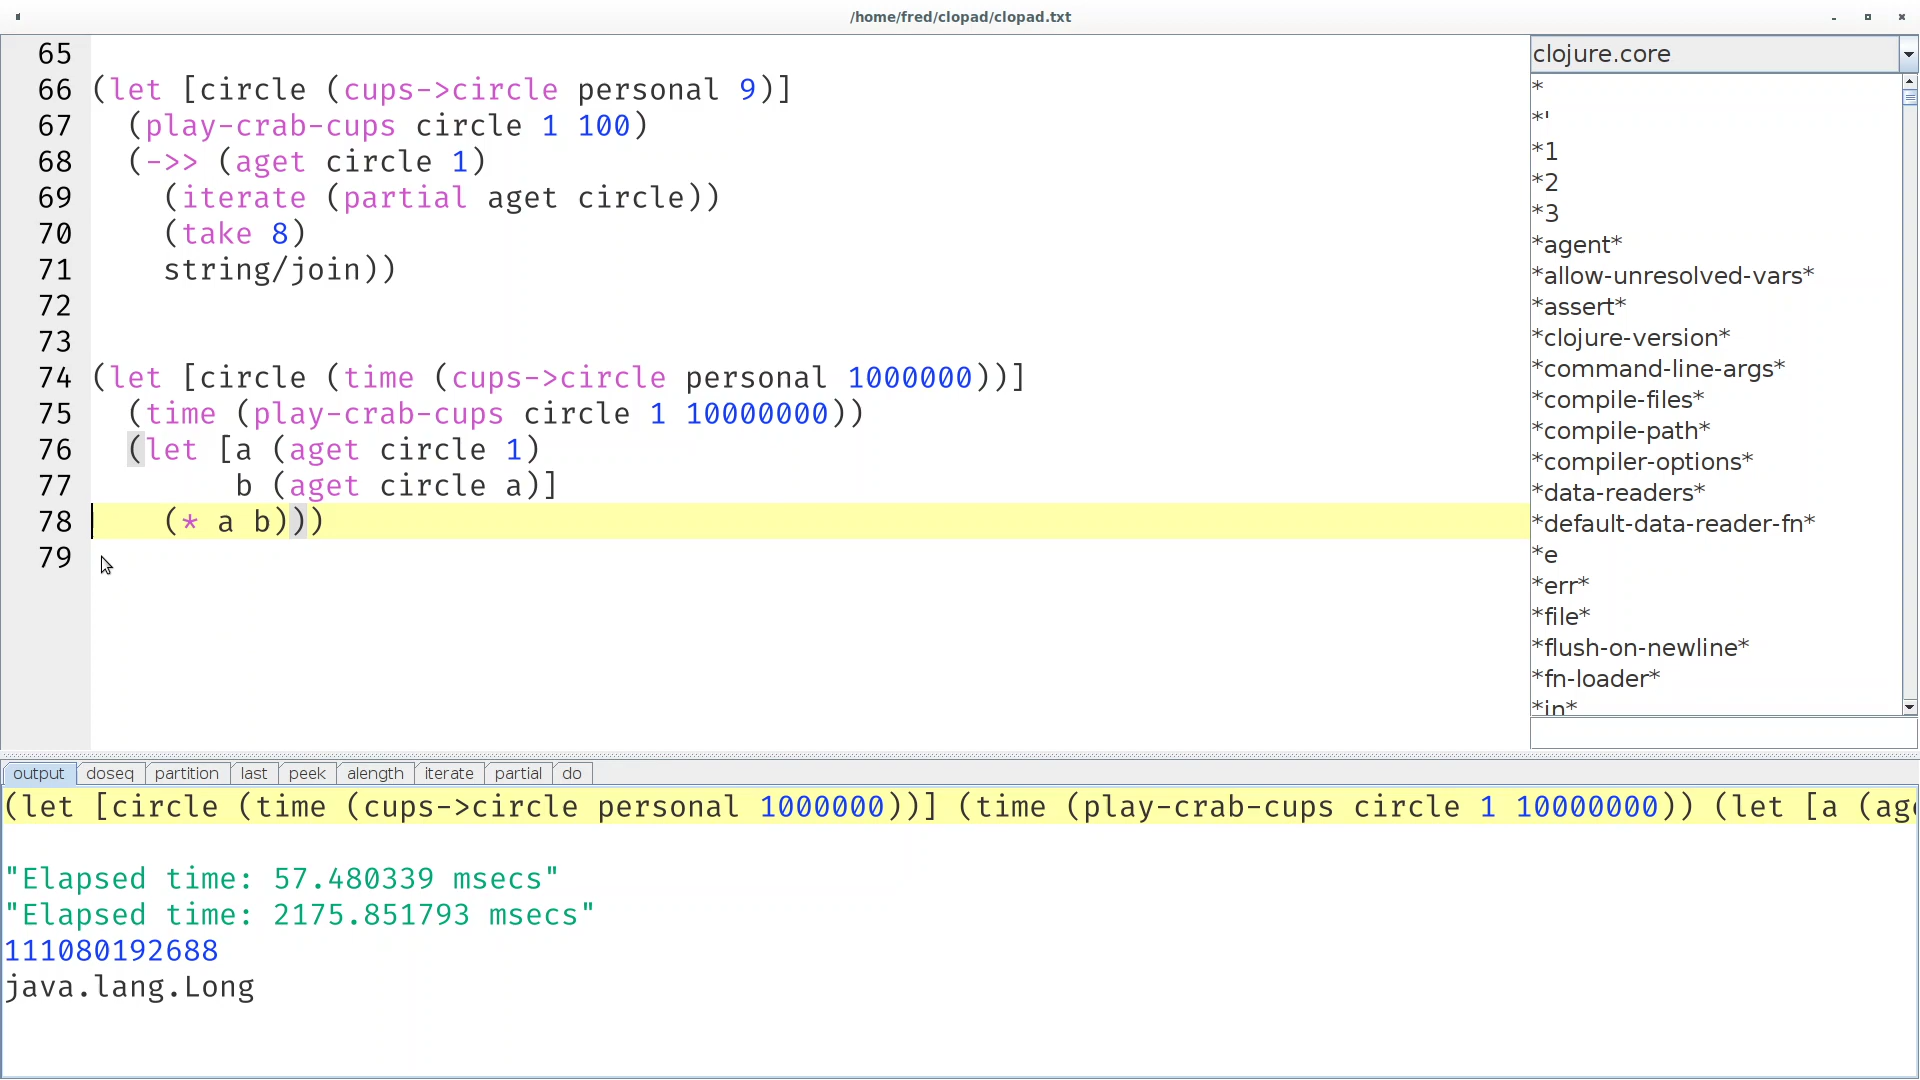 /home/fred/clopad/clopad.txt
65
66 (let [circle (cups->circle personal 9)]
67   (play-crab-cups circle 1 100)
68   (->> (aget circle 1)
69     (iterate (partial aget circle))
70     (take 8)
71     string/join))
72
73
74 (let [circle (time (cups->circle personal 1000000))]
75   (time (play-crab-cups circle 1 10000000))
76   (let [a (aget circle 1)
77         b (aget circle a)]
78     (* a b)))
79
clojure.core
*
*'
*1
*2
*3
*agent*
*allow-unresolved-vars*
*assert*
*clojure-version*
*command-line-args*
*compile-files*
*compile-path*
*compiler-options*
*data-readers*
*default-data-reader-fn*
*e
*err*
*file*
*flush-on-newline*
*fn-loader*
*in*
output doseq partition last peek alength iterate partial do
(let [circle (time (cups->circle personal 1000000))] (time (play-crab-cups circle 1 10000000)) (let [a (age
"Elapsed time: 57.480339 msecs"
"Elapsed time: 2175.851793 msecs"
111080192688
java.lang.Long